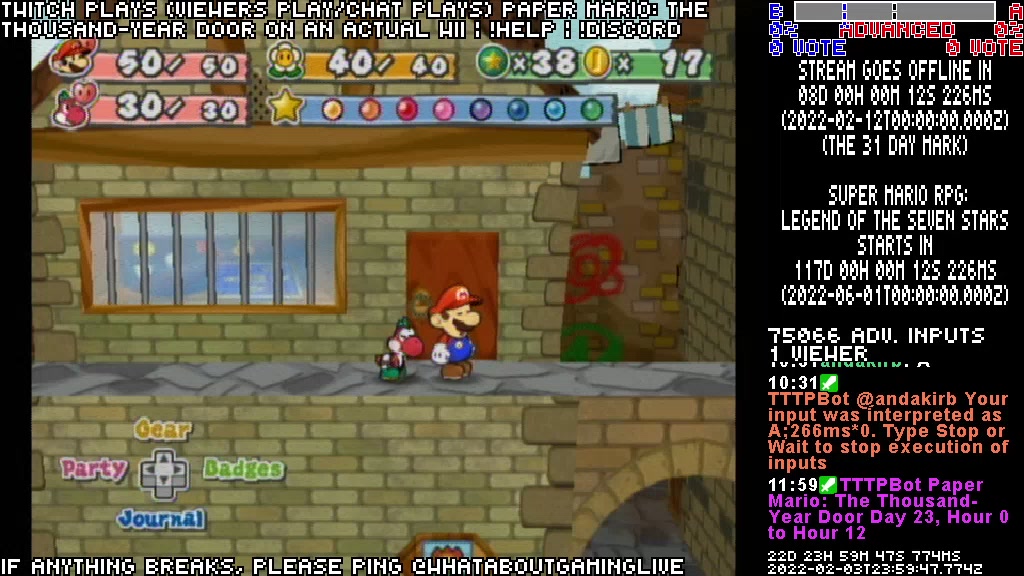 TWITCH PLAYS (VIEWERS PLAY/CHAT PLAYS) PAPER MARIO: THE
THOUSAND-YEAR DOOR ON AN ACTUAL WII | !HELP | !DISCORD
50/ 50
40/ 40
×38
× 17
30/ 30
Gear
Party
Badges
Journal
IF ANYTHING BREAKS, PLEASE PING @WHATABOUTGAMINGLIVE
B
A
0%
ADVANCED
0%
0 VOTE
0 VOTE
STREAM GOES OFFLINE IN
08D 00H 00M 12S 226MS
(2022-02-12T00:00:00.000Z)
(THE 31 DAY MARK)
SUPER MARIO RPG:
LEGEND OF THE SEVEN STARS
STARTS IN
117D 00H 00M 12S 226MS
(2022-06-01T00:00:00.000Z)
75066 ADV. INPUTS
1 VIEWER
10:31
TTTPBot @andakirb Your
input was interpreted as
A;266ms*0. Type Stop or
Wait to stop execution of
inputs
11:59 TTTPBot Paper
Mario: The Thousand-
Year Door Day 23, Hour 0
to Hour 12
22D 23H 59M 47S 774MS
2022-02-03T23:59:47.774Z